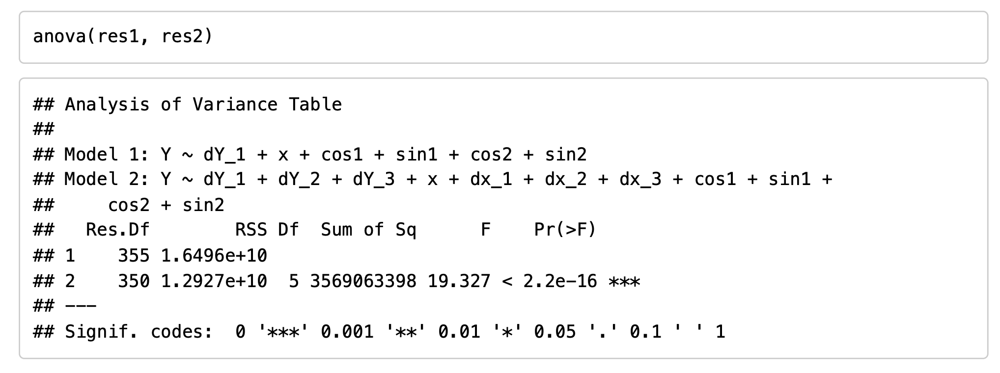 anova(res1, res2)
## Analysis of Variance Table
##
## Model 1: Y ~ dY_1 + x + cos1 + sin1 + cos2 + sin2
## Model 2: Y ~ dY_1 + dY_2 + dY_3 + x + dx_1 + dx_2 + dx_3 + cos1 + sin1 +
##     cos2 + sin2
##   Res.Df        RSS Df  Sum of Sq      F    Pr(>F)
## 1    355 1.6496e+10
## 2    350 1.2927e+10  5 3569063398 19.327 < 2.2e-16 ***
## ---
## Signif. codes:  0 '***' 0.001 '**' 0.01 '*' 0.05 '.' 0.1 ' ' 1